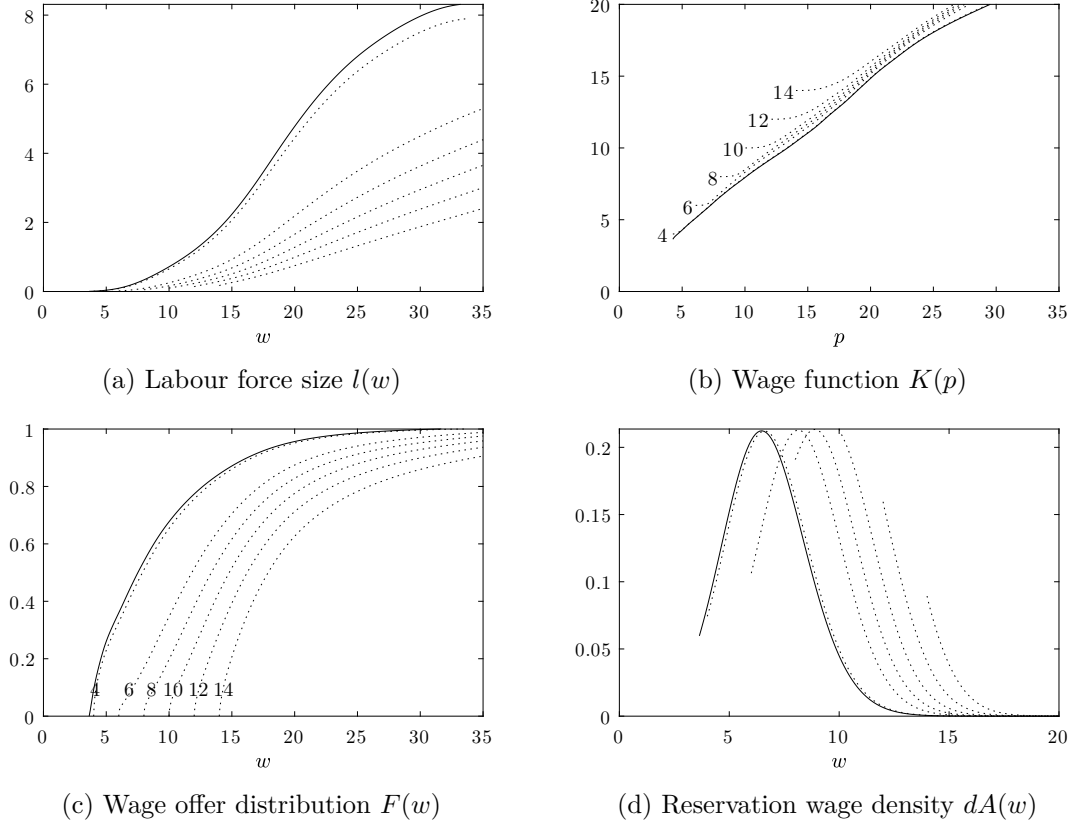 8
6
4
2
0
0 5 10 15 20 25 30 35
w
(a) Labour force size l(w)
20
15
10
5
0
14
12
10
8
6
4
0 5 10 15 20 25 30 35
p
(b) Wage function K(p)
1
0.8
0.6
0.4
0.2
0
4 6 8 10 12 14
0 5 10 15 20 25 30 35
w
(c) Wage offer distribution F(w)
0.2
0.15
0.1
0.05
0
0 5 10 15 20
w
(d) Reservation wage density dA(w)